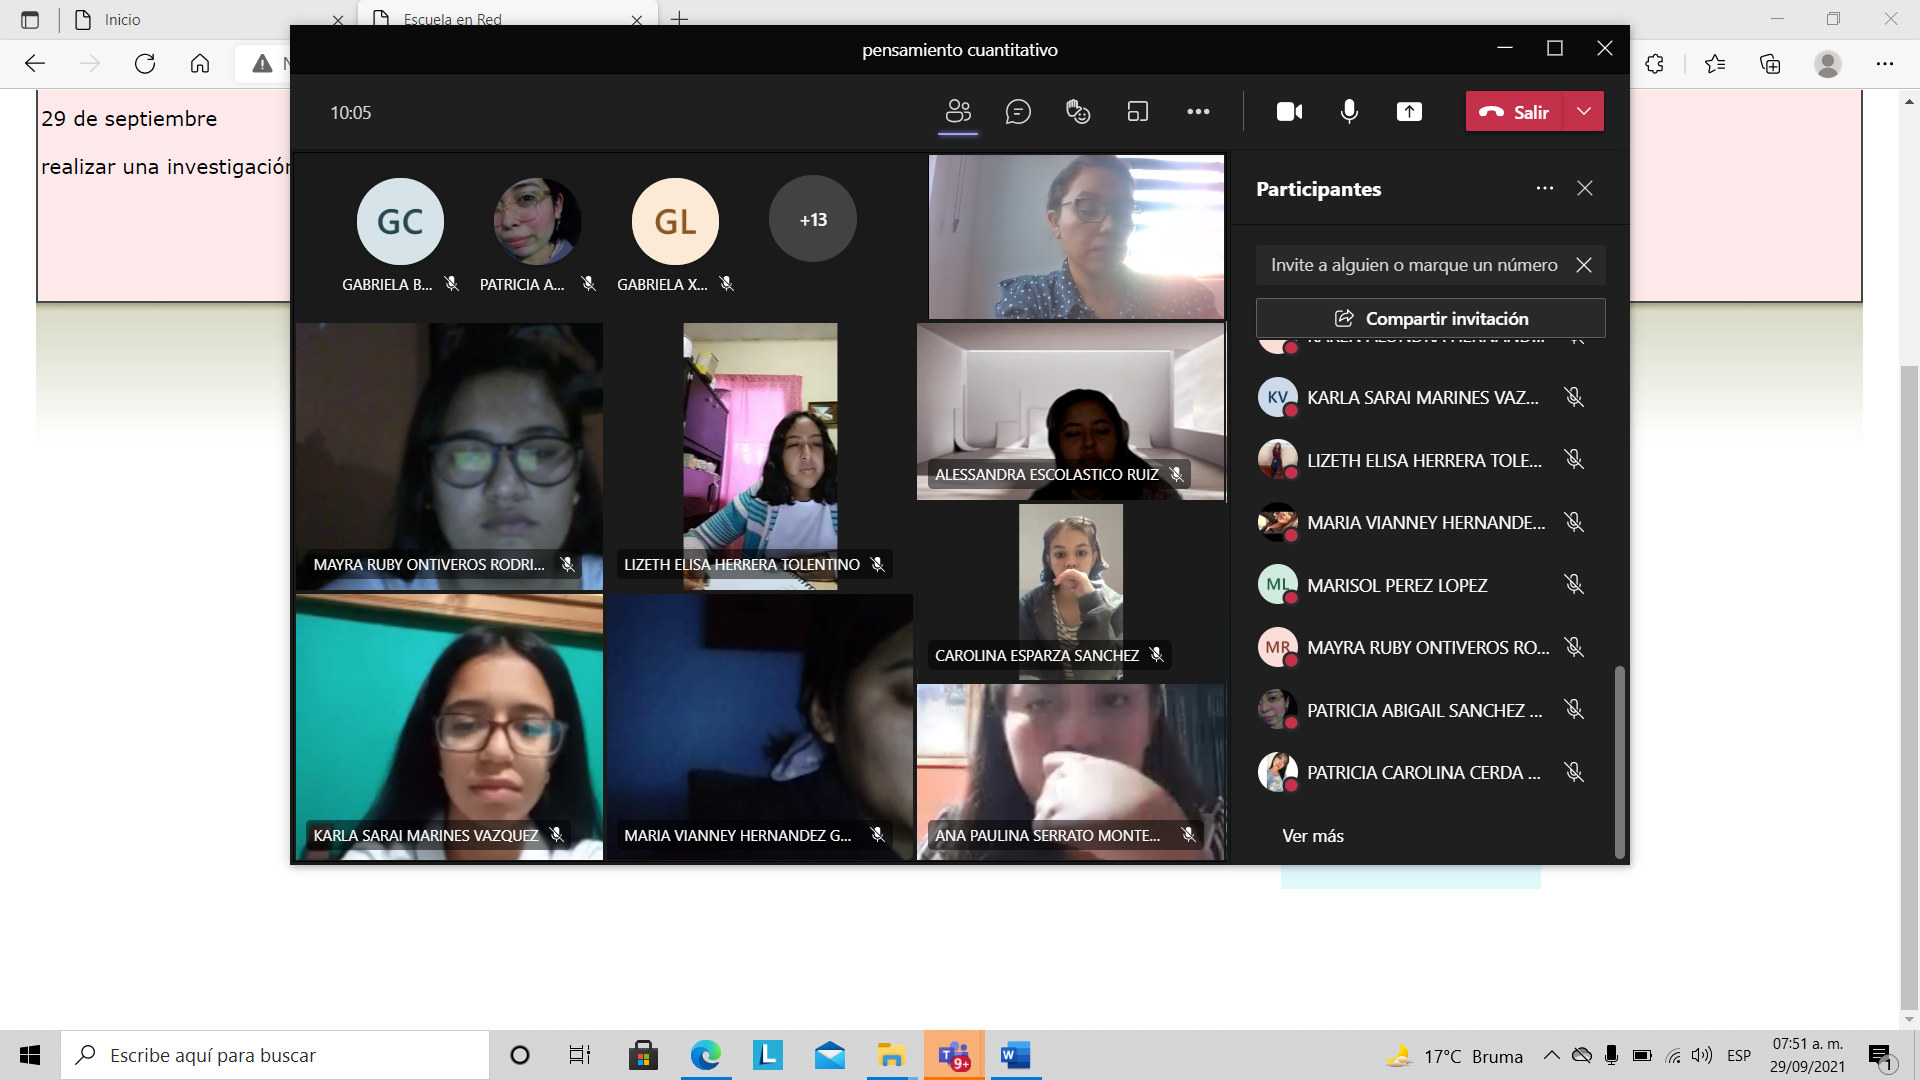 Inicio
Escuela en Red
29 de septiembre
realizar una investigación
pensamiento cuantitativo
10:05
Salir
GC
GL
+13
GABRIELA B...
PATRICIA A...
GABRIELA X...
MAYRA RUBY ONTIVEROS RODRI...
LIZETH ELISA HERRERA TOLENTINO
ALESSANDRA ESCOLASTICO RUIZ
CAROLINA ESPARZA SANCHEZ
KARLA SARAI MARINES VAZQUEZ
MARIA VIANNEY HERNANDEZ G...
ANA PAULINA SERRATO MONTE...
Participantes
Invite a alguien o marque un número
Compartir invitación
KV
KARLA SARAI MARINES VAZ...
LIZETH ELISA HERRERA TOLE...
MARIA VIANNEY HERNANDE...
ML
MARISOL PEREZ LOPEZ
MR
MAYRA RUBY ONTIVEROS RO...
PATRICIA ABIGAIL SANCHEZ ...
PATRICIA CAROLINA CERDA ...
Ver más
Escribe aquí para buscar
L
9+
W
17°C Bruma
ESP
07:51 a. m.
29/09/2021
1